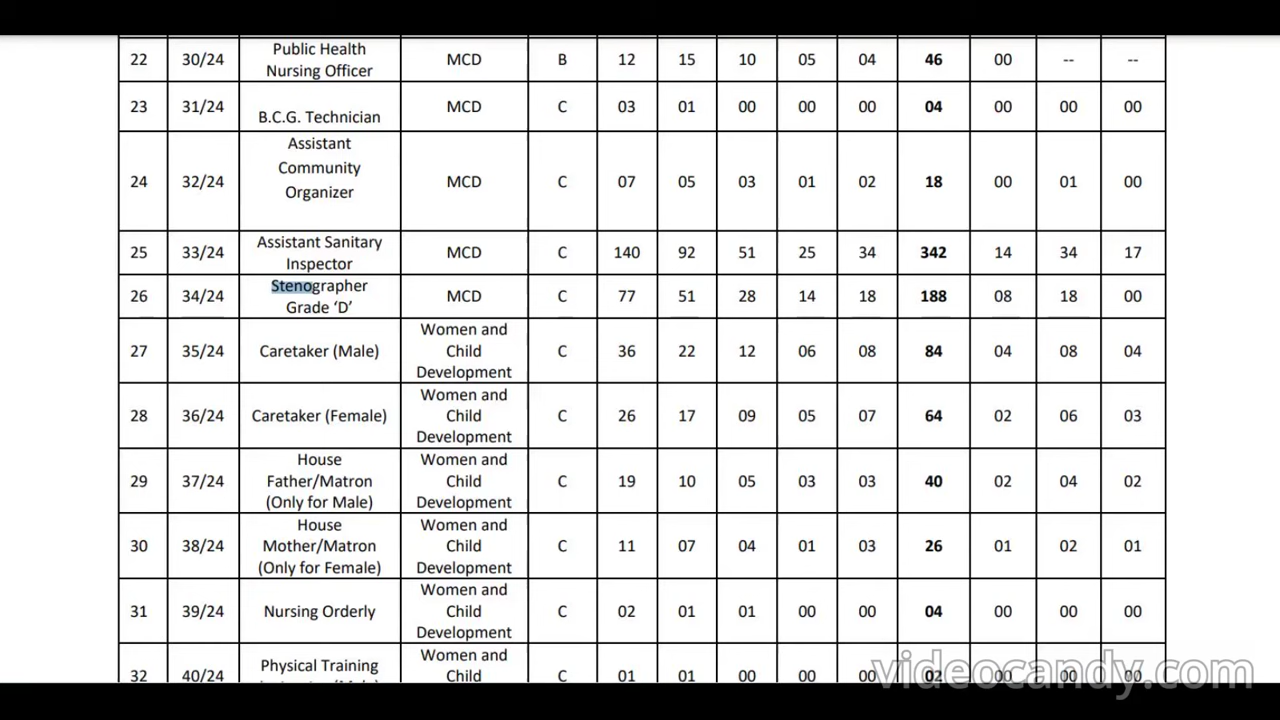 22 30/24 Public Health Nursing Officer MCD B 12 15 10 05 04 46 00 -- --
23 31/24 B.C.G. Technician MCD C 03 01 00 00 00 04 00 00 00
24 32/24 Assistant Community Organizer MCD C 07 05 03 01 02 18 00 01 00
25 33/24 Assistant Sanitary Inspector MCD C 140 92 51 25 34 342 14 34 17
26 34/24 Stenographer Grade ‘D’ MCD C 77 51 28 14 18 188 08 18 00
27 35/24 Caretaker (Male) Women and Child Development C 36 22 12 06 08 84 04 08 04
28 36/24 Caretaker (Female) Women and Child Development C 26 17 09 05 07 64 02 06 03
29 37/24 House Father/Matron (Only for Male) Women and Child Development C 19 10 05 03 03 40 02 04 02
30 38/24 House Mother/Matron (Only for Female) Women and Child Development C 11 07 04 01 03 26 01 02 01
31 39/24 Nursing Orderly Women and Child Development C 02 01 01 00 00 04 00 00 00
32 40/24 Physical Training Women and Child C 01 01 00 00 00 02 00 00 00
videocandy.com